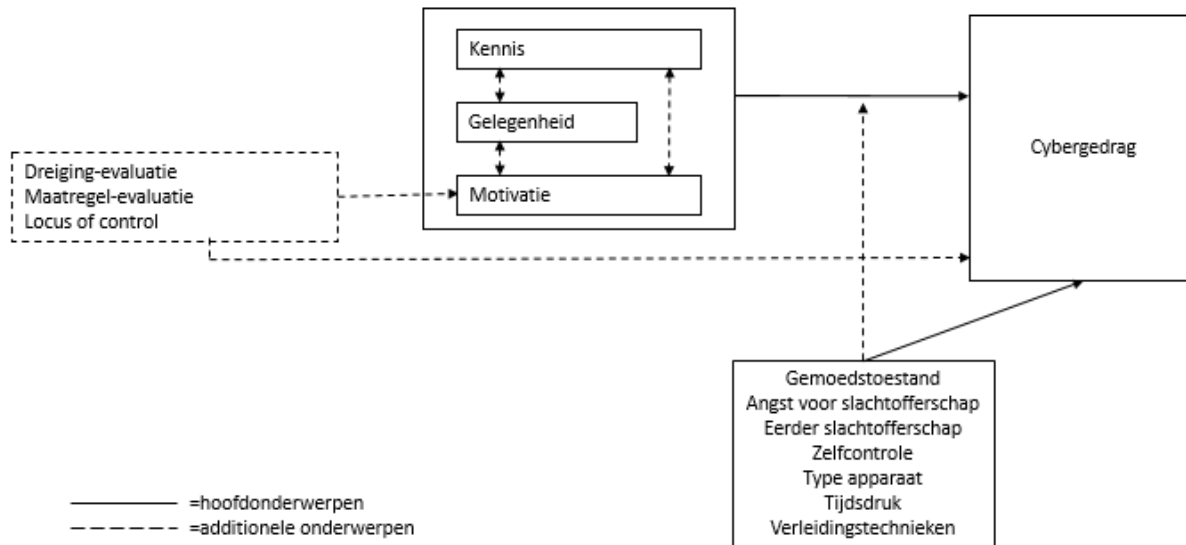 Kennis
Gelegenheid
Motivatie
Dreiging-evaluatie
Maatregel-evaluatie
Locus of control
Cybergedrag
Gemoedstoestand
Angst voor slachtofferschap
Eerder slachtofferschap
Zelfcontrole
Type apparaat
Tijdsdruk
Verleidingstechnieken
=hoofdonderwerpen
=additionele onderwerpen